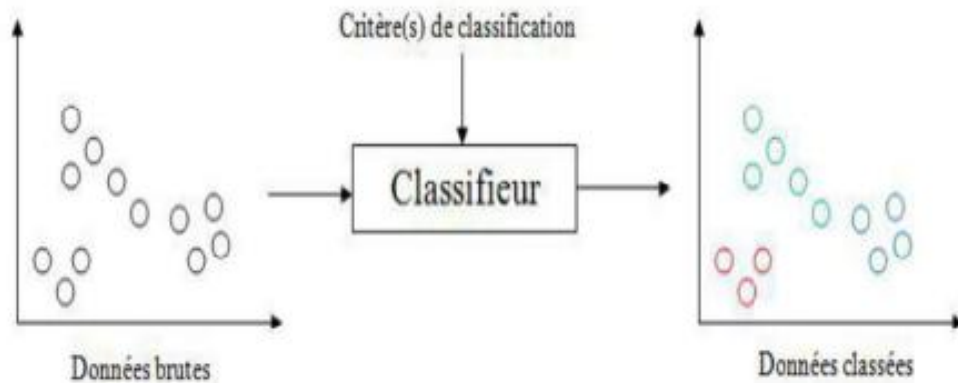 Critère(s) de classification
Classifieur
Données brutes
Données classées